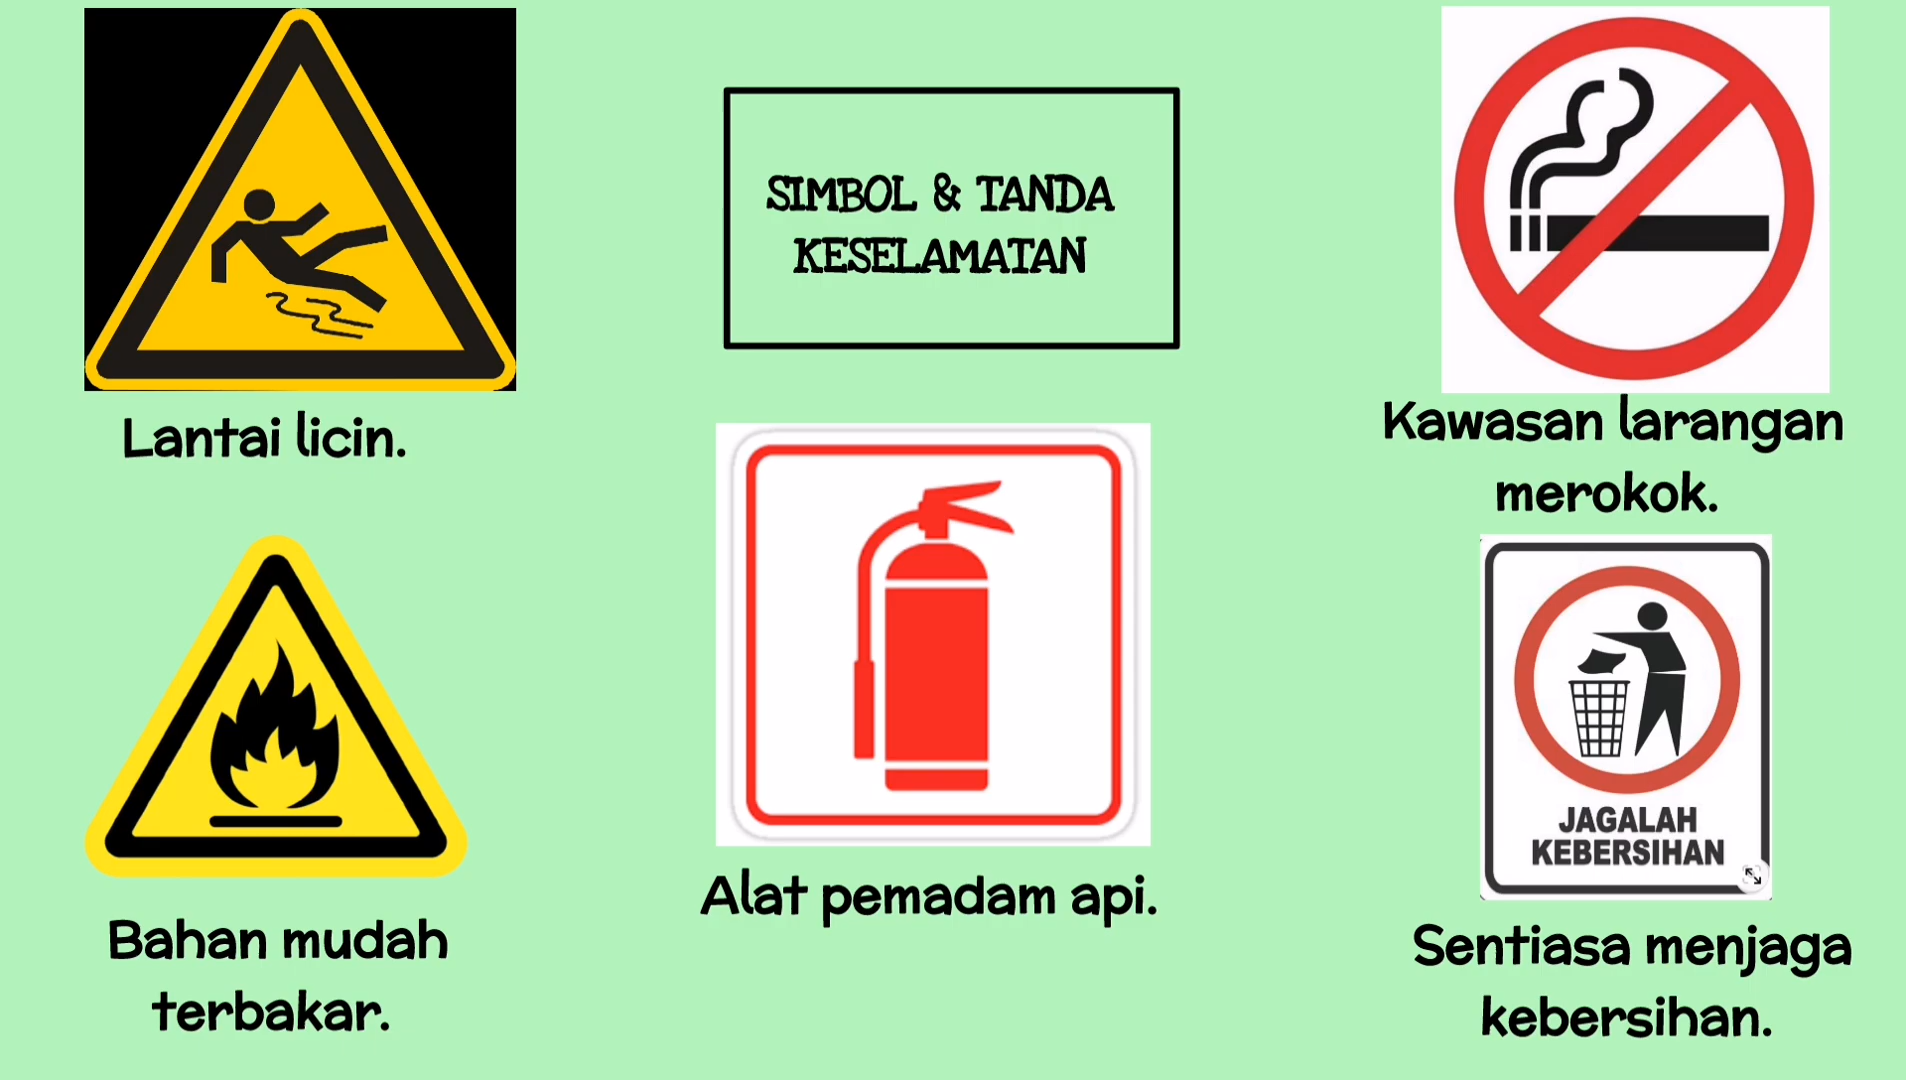 SIMBOL & TANDA
KESELAMATAN
Lantai licin.
Kawasan larangan
merokok.
Bahan mudah
terbakar.
Alat pemadam api.
JAGALAH
KEBERSIHAN
Sentiasa menjaga
kebersihan.